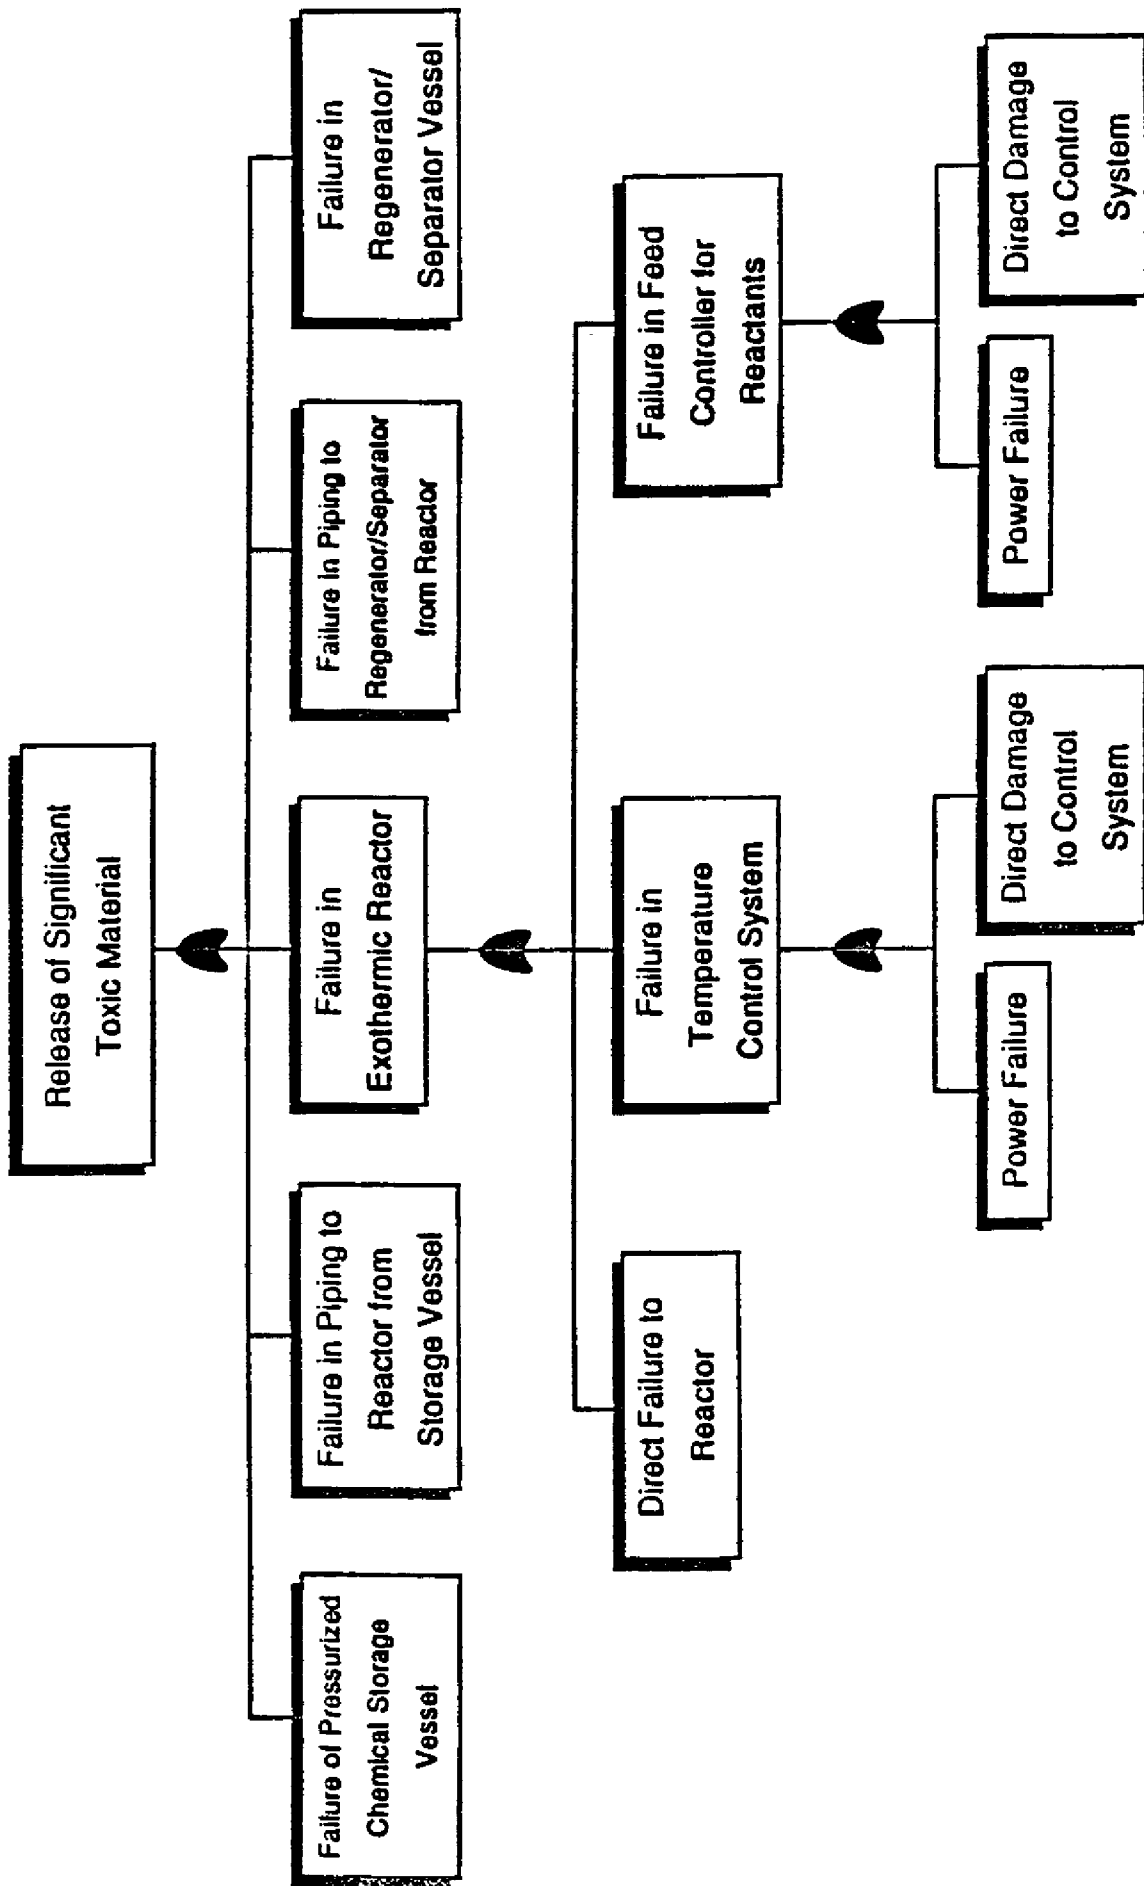 Release of Significant
Toxic Material
Failure of Pressurized
Chemical Storage
Vessel
Failure in Piping to
Reactor from
Storage Vessel
Failure in
Exothermic Reactor
Failure in Piping to
Regenerator/Separator
from Reactor
Failure in
Regenerator/
Separator Vessel
Direct Failure to
Reactor
Failure in
Temperature
Control System
Failure in Feed
Controller for
Reactants
Power Failure
Direct Damage
to Control
System
Power Failure
Direct Damage
to Control
System